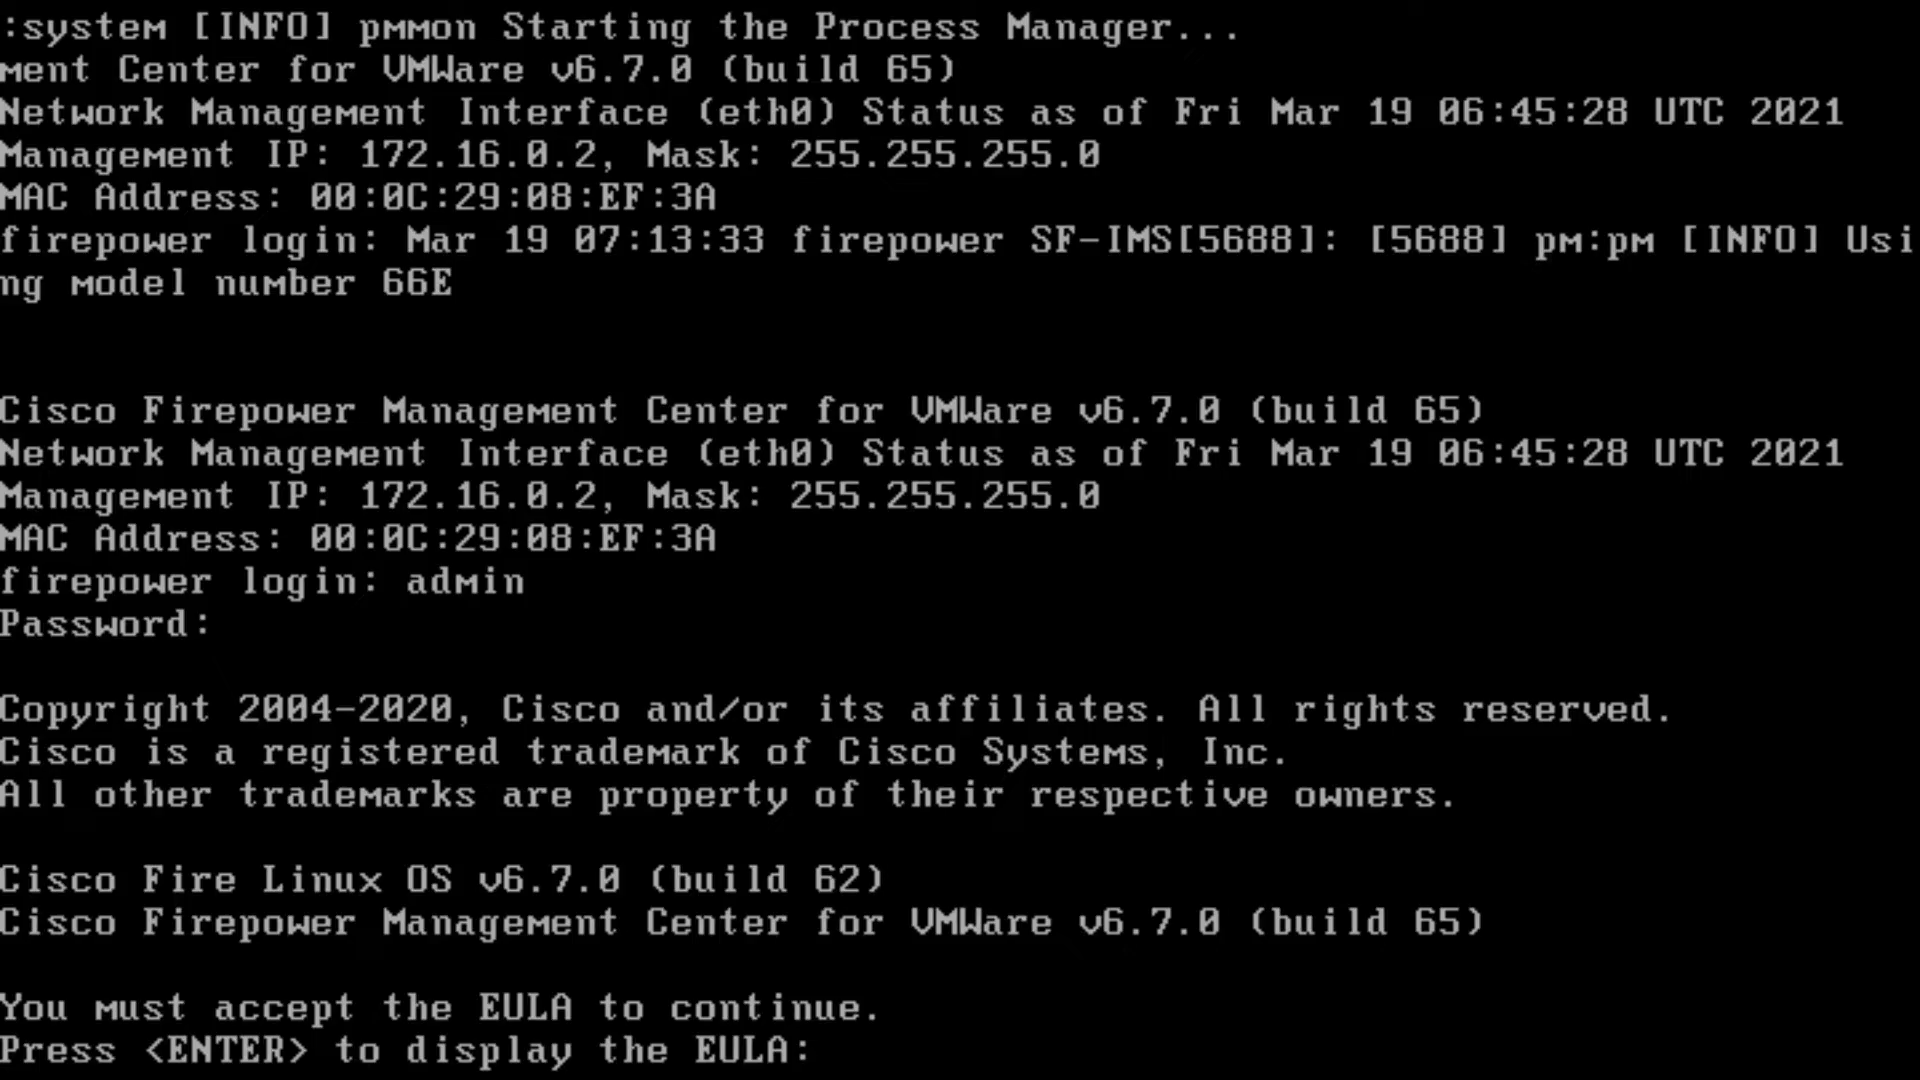 :system [INFO] pmmon Starting the Process Manager...
ment Center for VMWare v6.7.0 (build 65)
Network Management Interface (eth0) Status as of Fri Mar 19 06:45:28 UTC 2021
Management IP: 172.16.0.2, Mask: 255.255.255.0
MAC Address: 00:0C:29:08:EF:3A
firepower login: Mar 19 07:13:33 firepower SF-IMS[5688]: [5688] pm:pm [INFO] Usi
ng model number 66E
Cisco Firepower Management Center for VMWare v6.7.0 (build 65)
Network Management Interface (eth0) Status as of Fri Mar 19 06:45:28 UTC 2021
Management IP: 172.16.0.2, Mask: 255.255.255.0
MAC Address: 00:0C:29:08:EF:3A
firepower login: admin
Password:
Copyright 2004-2020, Cisco and/or its affiliates. All rights reserved.
Cisco is a registered trademark of Cisco Systems, Inc.
All other trademarks are property of their respective owners.
Cisco Fire Linux OS v6.7.0 (build 62)
Cisco Firepower Management Center for VMWare v6.7.0 (build 65)
You must accept the EULA to continue.
Press <ENTER> to display the EULA: